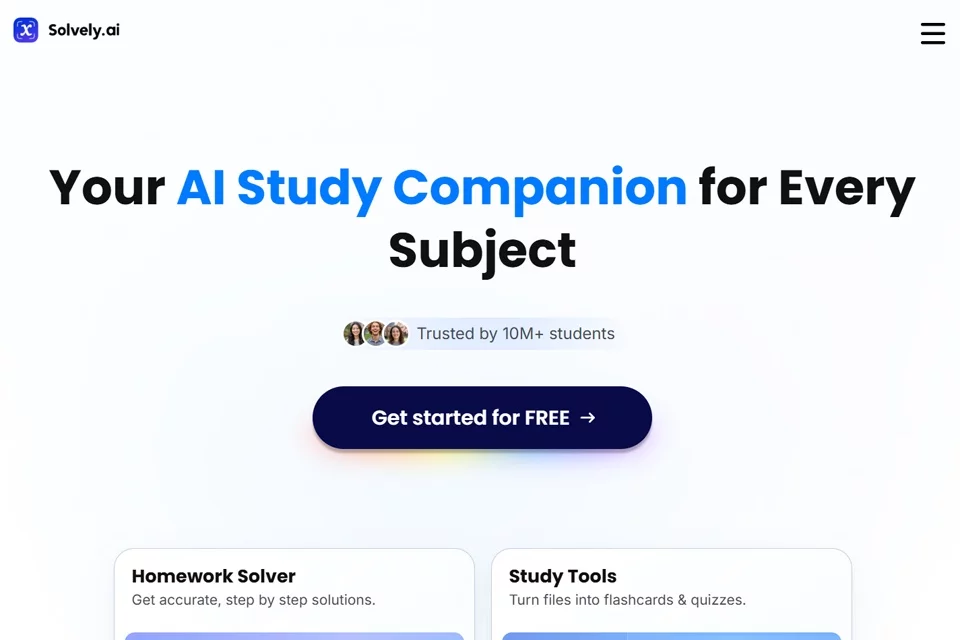 Solvely.ai
Your AI Study Companion for Every
Subject
Trusted by 10M+ students
Get started for FREE →
Homework Solver
Get accurate, step by step solutions.
Study Tools
Turn files into flashcards & quizzes.